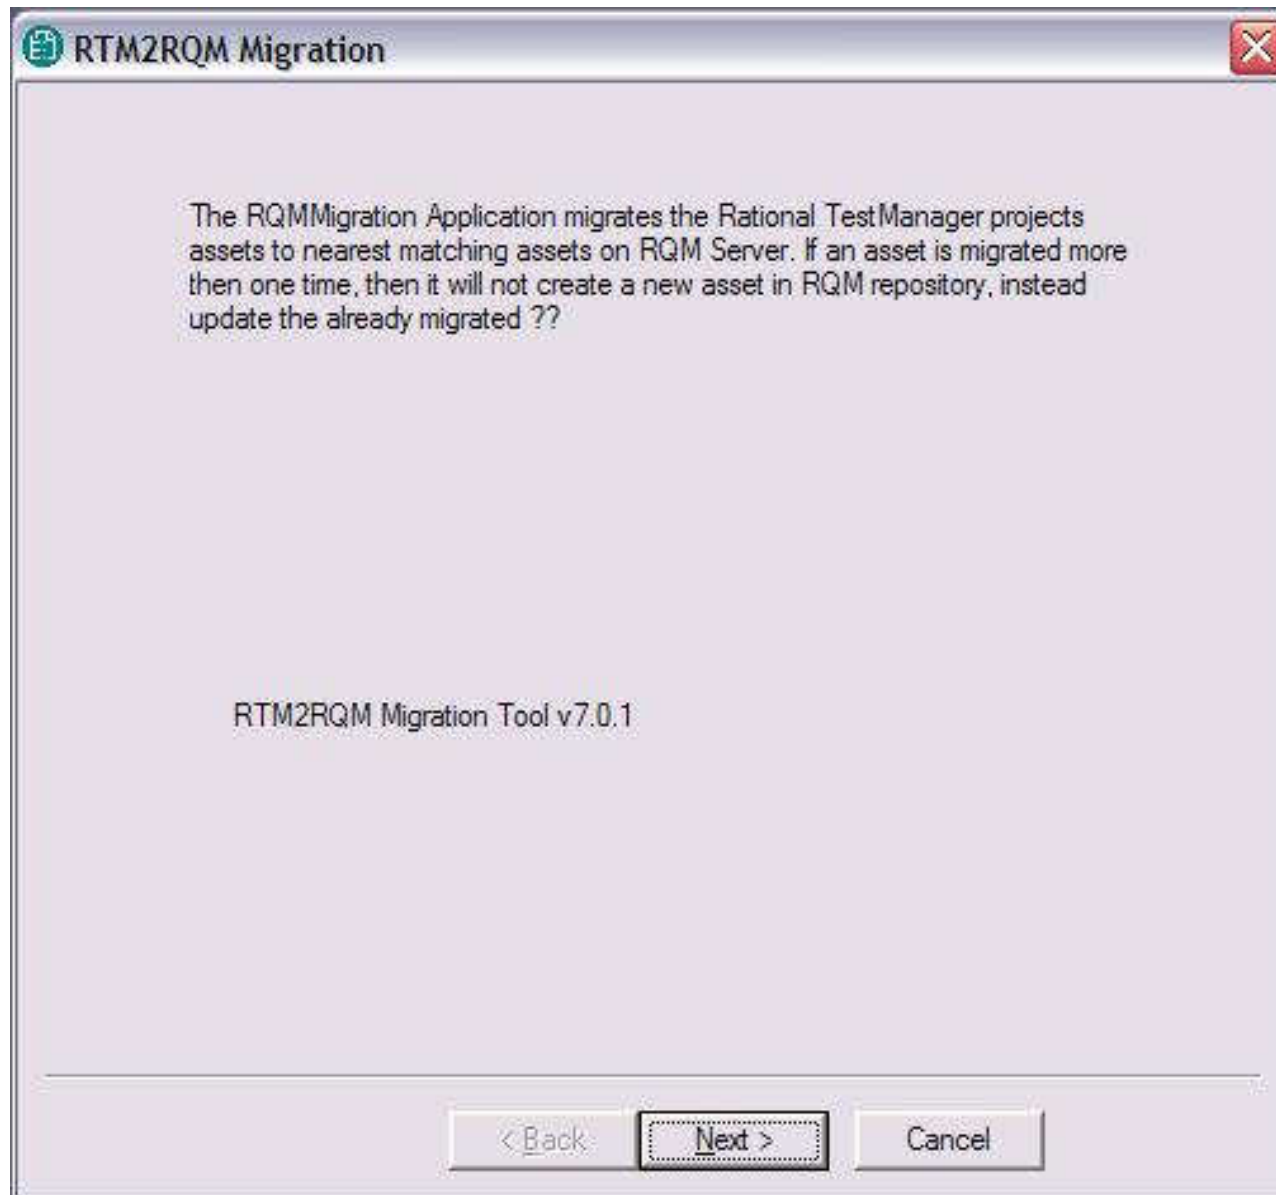 RTM2RQM Migration
The RQMMigration Application migrates the Rational TestManager projects
assets to nearest matching assets on RQM Server. If an asset is migrated more
then one time, then it will not create a new asset in RQM repository, instead
update the already migrated ??
RTM2RQM Migration Tool v7.0.1
< Back
Next >
Cancel